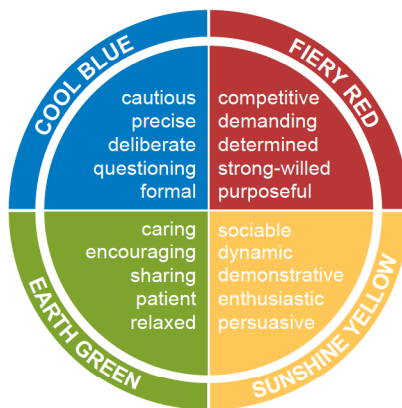 COOL BLUE
cautious
precise
deliberate
questioning
formal
FIERY RED
competitive
demanding
determined
strong-willed
purposeful
EARTH GREEN
caring
encouraging
sharing
patient
relaxed
SUNSHINE YELLOW
sociable
dynamic
demonstrative
enthusiastic
persuasive